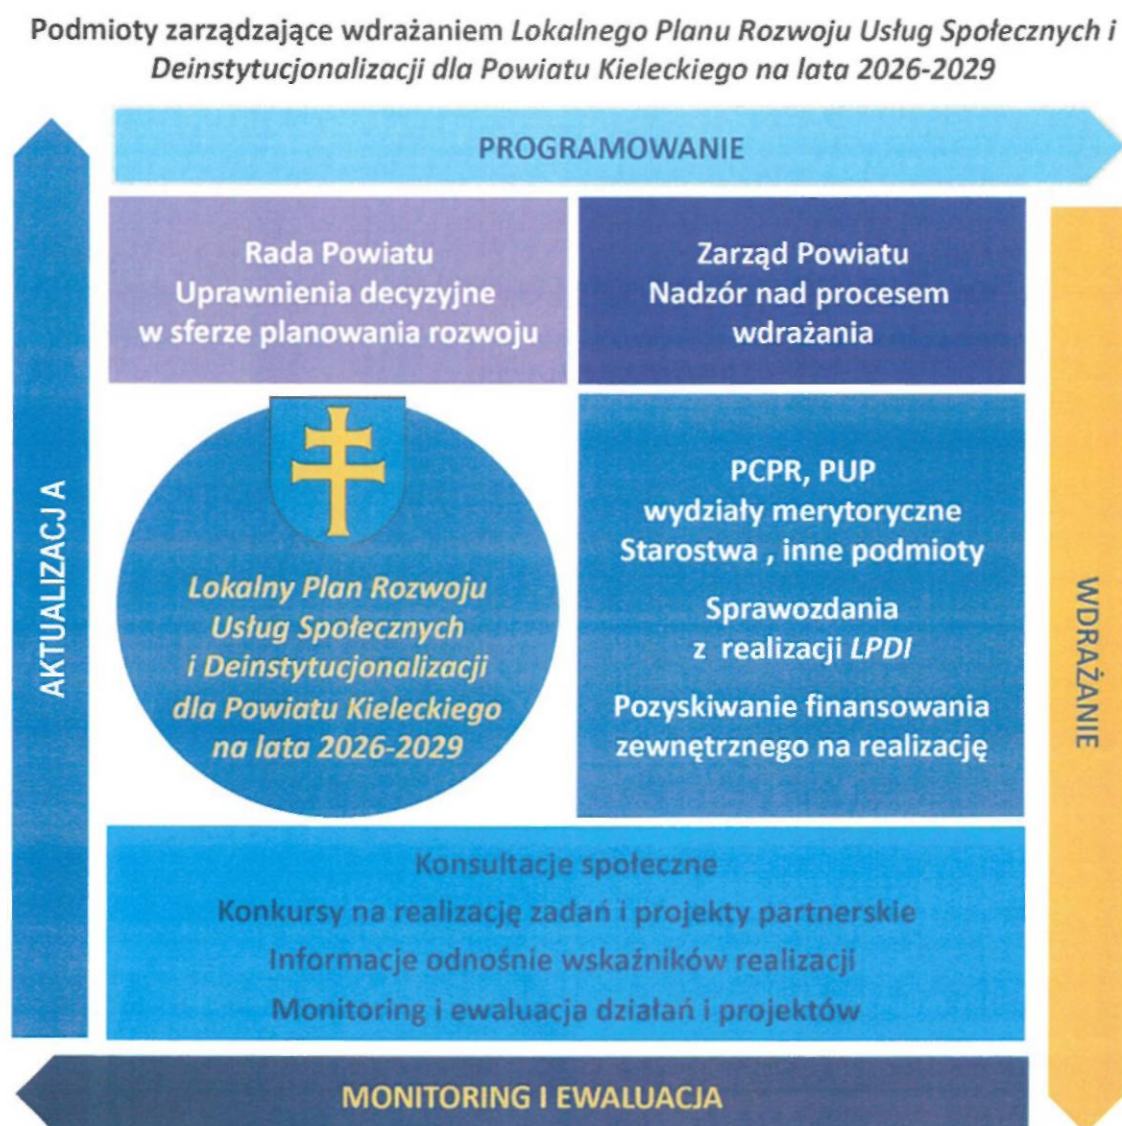 Podmioty zarządzające wdrażaniem Lokalnego Planu Rozwoju Usług Społecznych i
Deinstytucjonalizacji dla Powiatu Kieleckiego na lata 2026-2029
PROGRAMOWANIE
Rada Powiatu
Uprawnienia decyzyjne
w sferze planowania rozwoju
Zarząd Powiatu
Nadzór nad procesem
wdrażania
AKTUALIZACJA
Lokalny Plan Rozwoju
Usług Społecznych
i Deinstytucjonalizacji
dla Powiatu Kieleckiego
na lata 2026-2029
PCPR, PUP
wydziały merytoryczne
Starostwa , inne podmioty
Sprawozdania
z realizacji LPDI
Pozyskiwanie finansowania
zewnętrznego na realizację
WDRAŻANIE
Konsultacje społeczne
Konkursy na realizację zadań i projekty partnerskie
Informacje odnośnie wskaźników realizacji
Monitoring i ewaluacja działań i projektów
MONITORING I EWALUACJA